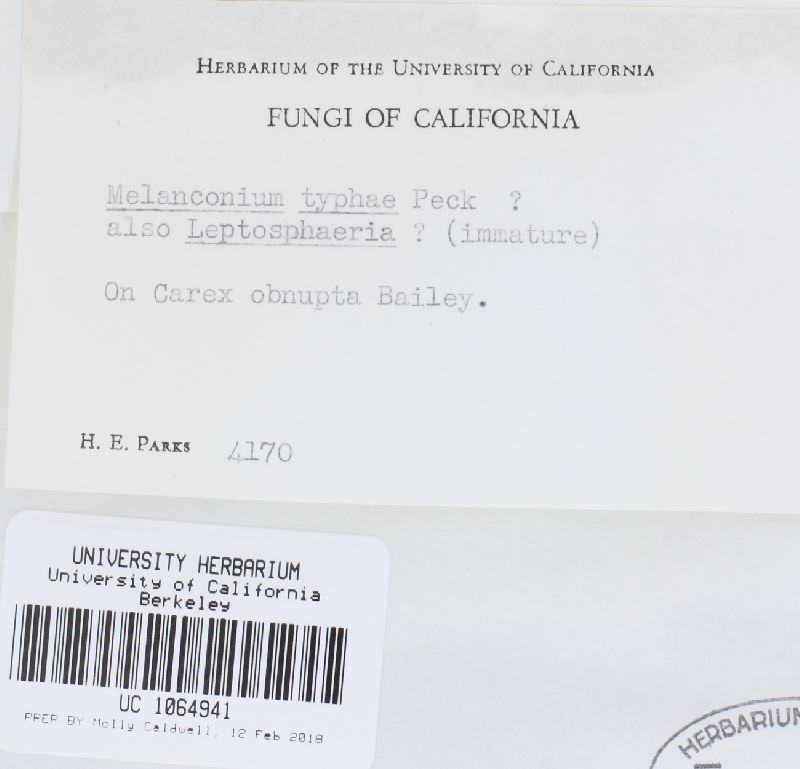 HERBARIUM OF THE UNIVERSITY OF CALIFORNIA
FUNGI OF CALIFORNIA
Melanconium typhae Peck ?
also Leptosphaeria ? (immature)
On Carex obnupta Bailey.
H. E. PARKS 4170
UNIVERSITY HERBARIUM
University of California
Berkeley
UC 1064941
PREP BY Molly Caldwell, 12 Feb 2018
HERBARIUM